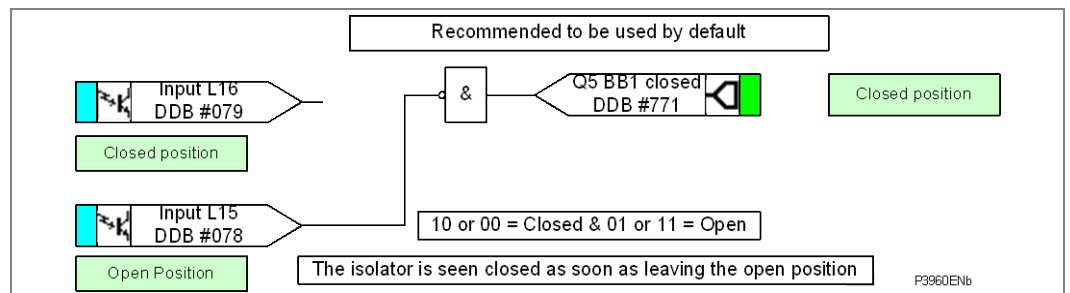 Recommended to be used by default
Input L16
DDB #079
&
Q5 BB1 closed
DDB #771
Closed position
Closed position
Input L15
DDB #078
10 or 00 = Closed & 01 or 11 = Open
Open Position
The isolator is seen closed as soon as leaving the open position
P3960ENb